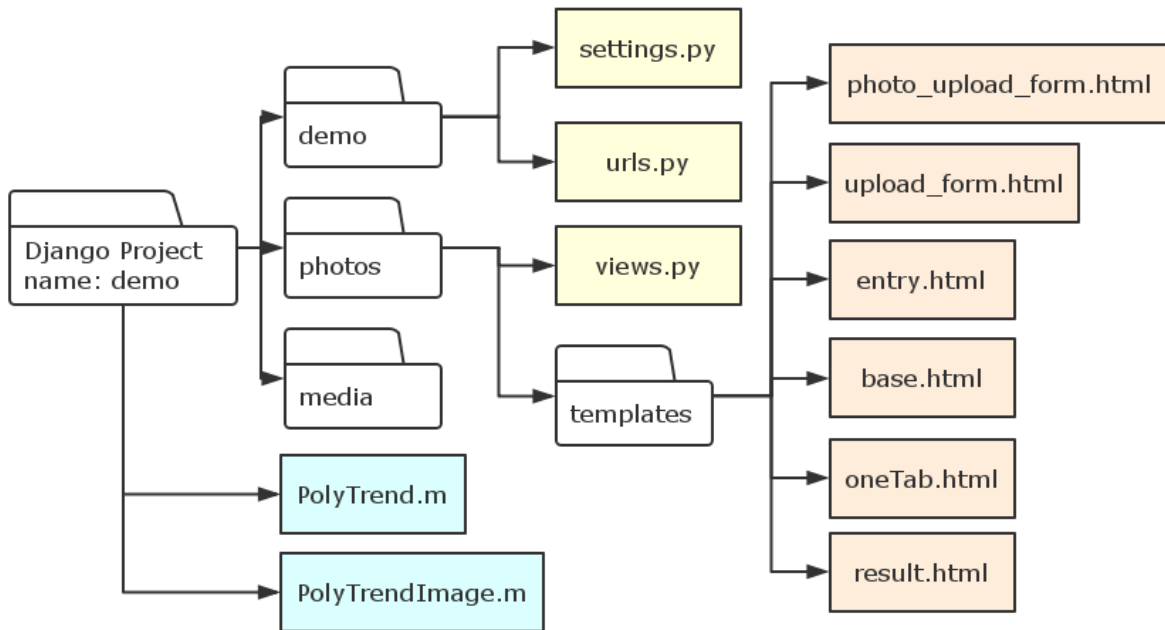 Django Project
name: demo
demo
photos
media
PolyTrend.m
PolyTrendImage.m
settings.py
urls.py
views.py
templates
photo_upload_form.html
upload_form.html
entry.html
base.html
oneTab.html
result.html